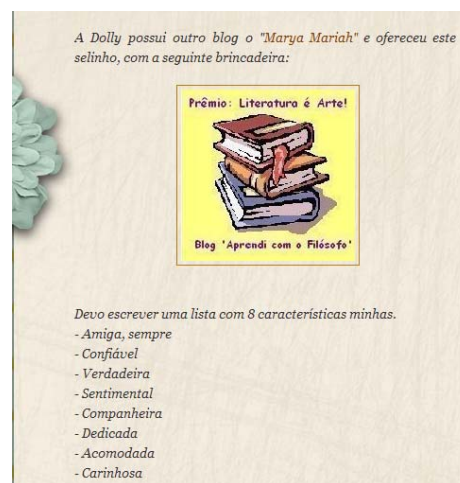 A Dolly possui outro blog o "Marya Mariah" e ofereceu este
selinho, com a seguinte brincadeira:
Prêmio: Literatura é Arte!
Blog 'Aprendi com o Filósofo'
Devo escrever uma lista com 8 características minhas.
- Amiga, sempre
- Confiável
- Verdadeira
- Sentimental
- Companheira
- Dedicada
- Acomodada
- Carinhosa